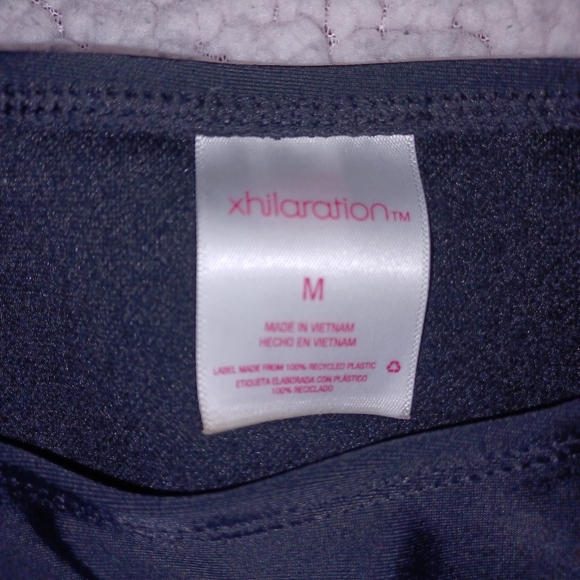 xhilaration™
M
MADE IN VIETNAM
HECHO EN VIETNAM
LABEL MADE FROM 100% RECYCLED PLASTIC
ETIQUETA ELABORADA CON PLÁSTICO
100% RECICLADO